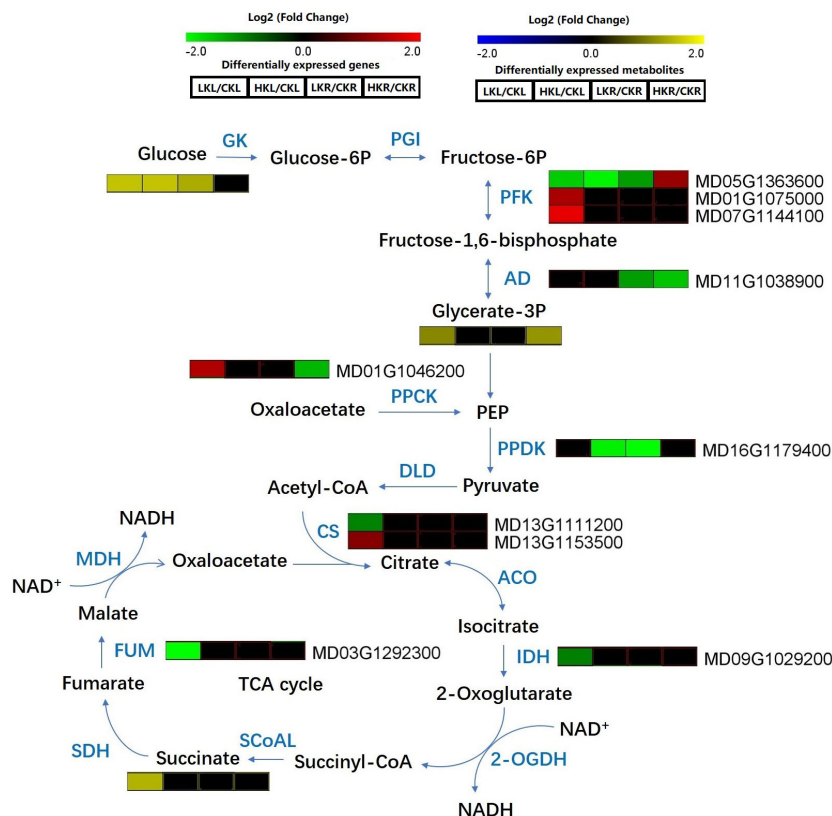 Log2 (Fold Change)
-2.0 0.0 2.0
Differentially expressed genes
LKL/CKL HKL/CKL LKR/CKR HKR/CKR
Log2 (Fold Change)
-2.0 0.0 2.0
Differentially expressed metabolites
LKL/CKL HKL/CKL LKR/CKR HKR/CKR
Glucose GK Glucose-6P PGI Fructose-6P
PFK MD05G1363600
MD01G1075000
MD07G1144100
Fructose-1,6-bisphosphate
AD MD11G1038900
Glycerate-3P
MD01G1046200
Oxaloacetate PPCK PEP
PPDK MD16G1179400
Acetyl-CoA DLD Pyruvate
NADH CS MD13G1111200
MD13G1153500
MDH Oxaloacetate Citrate ACO
NAD⁺
Malate Isocitrate
FUM MD03G1292300 IDH MD09G1029200
Fumarate TCA cycle 2-Oxoglutarate
NAD⁺
SDH Succinate SCoAL Succinyl-CoA 2-OGDH
NADH